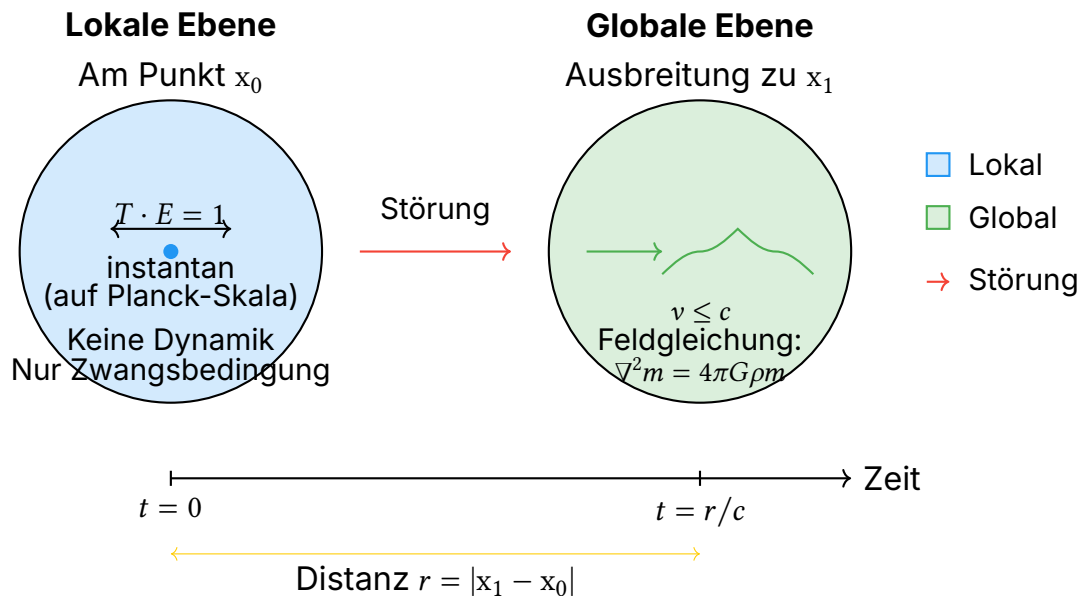 Lokale Ebene
Am Punkt x₀
T · E = 1
instantan
(auf Planck-Skala)
Keine Dynamik
Nur Zwangsbedingung
Störung
Globale Ebene
Ausbreitung zu x₁
v ≤ c
Feldgleichung:
∇²m = 4πGρm
Lokal
Global
Störung
Zeit
t = 0
t = r/c
Distanz r = |x₁ − x₀|